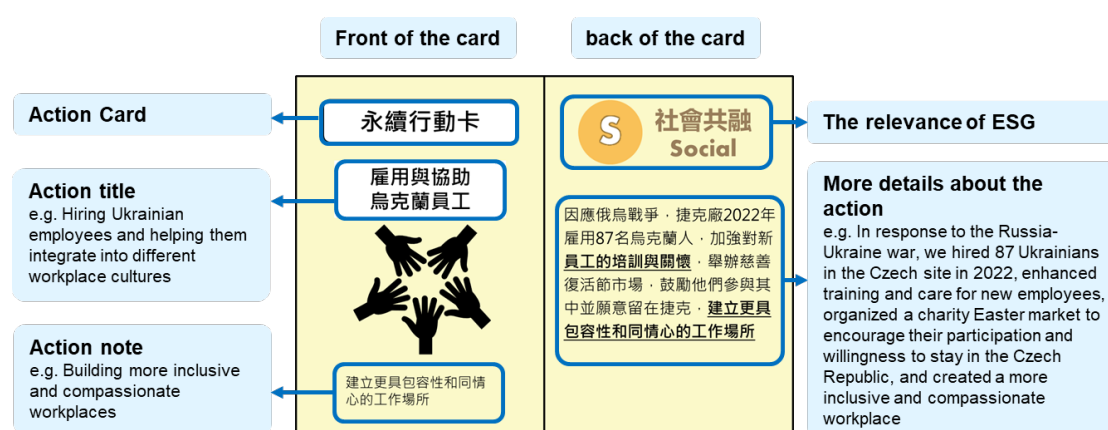 Front of the card
back of the card
Action Card
Action title
e.g. Hiring Ukrainian
employees and helping them
integrate into different
workplace cultures
Action note
e.g. Building more inclusive
and compassionate
workplaces
永續行動卡
雇用與協助
烏克蘭員工
建立更具包容性和同情
心的工作場所
S
社會共融
Social
因應俄烏戰爭，捷克廠2022年
雇用87名烏克蘭人，加強對新
員工的培訓與關懷，舉辦慈善
復活節市場，鼓勵他們參與其
中並願意留在捷克，建立更具
包容性和同情心的工作場所
The relevance of ESG
More details about the
action
e.g. In response to the Russia-
Ukraine war, we hired 87 Ukrainians
in the Czech site in 2022, enhanced
training and care for new employees,
organized a charity Easter market to
encourage their participation and
willingness to stay in the Czech
Republic, and created a more
inclusive and compassionate
workplace